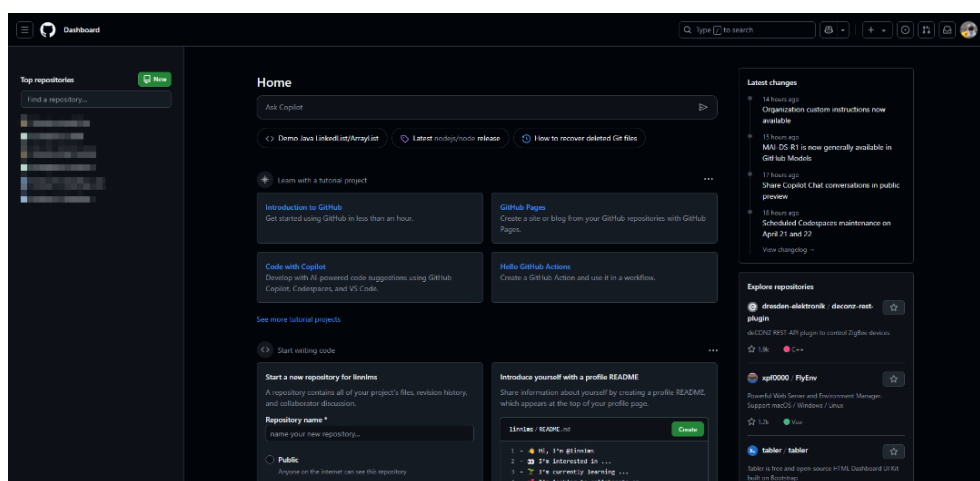 Dashboard
Type / to search
Top repositories
New
Find a repository...
Home
Ask Copilot
Demo Java LinkedList/ArrayList
Latest nodejs/node release
How to recover deleted Git files
Learn with a tutorial project
Introduction to GitHub
Get started using GitHub in less than an hour.
GitHub Pages
Create a site or blog from your GitHub repositories with GitHub
Pages.
Code with Copilot
Develop with AI-powered code suggestions using GitHub
Copilot, Codespaces, and VS Code.
Hello GitHub Actions
Create a GitHub Action and use it in a workflow.
See more tutorial projects
Start writing code
Start a new repository for linnlms
A repository contains all of your project's files, revision history,
and collaborator discussion.
Repository name *
name your new repository...
Public
Anyone on the internet can see this repository
Introduce yourself with a profile README
Share information about yourself by creating a profile README,
which appears at the top of your profile page.
linnlms / README.md
Create
1 - 👋 Hi, I'm @linnlms
2 - 👀 I'm interested in ...
3 - 🌱 I'm currently learning ...
Latest changes
14 hours ago
Organization custom instructions now
available
15 hours ago
MAI-DS-R1 is now generally available in
GitHub Models
17 hours ago
Share Copilot Chat conversations in public
preview
18 hours ago
Scheduled Codespaces maintenance on
April 21 and 22
View changelog →
Explore repositories
dresden-elektronik / deconz-rest-
plugin
deCONZ REST-API plugin to control ZigBee devices
1.9k
C++
xpf0000 / FlyEnv
Powerful Web Server and Environment Manager.
Support macOS / Windows / Linux
1.2k
Vue
tabler / tabler
Tabler is free and open-source HTML Dashboard UI Kit
built on Bootstrap